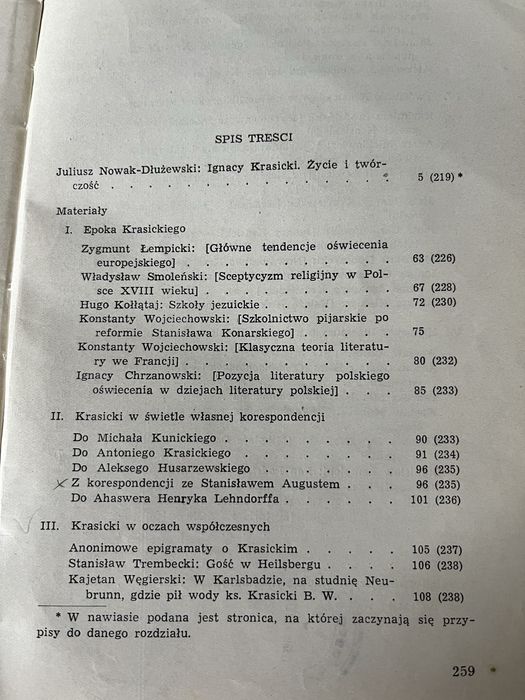 SPIS TRESCI
Juliusz Nowak-Dłużewski: Ignacy Krasicki. Życie i twór-
czość . . . . . . . . . . . . . . 5 (219) *
Materiały
I. Epoka Krasickiego
Zygmunt Łempicki: [Główne tendencje oświecenia
europejskiego] . . . . . . . . . . 63 (226)
Władysław Smoleński: [Sceptycyzm religijny w Pol-
sce XVIII wieku] . . . . . . . . . 67 (228)
Hugo Kołłątaj: Szkoły jezuickie . . . . . . 72 (230)
Konstanty Wojciechowski: [Szkolnictwo pijarskie po
reformie Stanisława Konarskiego] . . . . . 75
Konstanty Wojciechowski: [Klasyczna teoria literatu-
ry we Francji] . . . . . . . . . . 80 (232)
Ignacy Chrzanowski: [Pozycja literatury polskiego
oświecenia w dziejach literatury polskiej] . . . 85 (233)
II. Krasicki w świetle własnej korespondencji
Do Michała Kunickiego . . . . . . . . 90 (233)
Do Antoniego Krasickiego . . . . . . . 91 (234)
Do Aleksego Husarzewskiego . . . . . . 96 (235)
Z korespondencji ze Stanisławem Augustem . . . 96 (235)
Do Ahaswera Henryka Lehndorffa . . . . . 101 (236)
III. Krasicki w oczach współczesnych
Anonimowe epigramaty o Krasickim . . . . . 105 (237)
Stanisław Trembecki: Gość w Heilsbergu . . . . 106 (238)
Kajetan Węgierski: W Karlsbadzie, na studnię Neu-
brunn, gdzie pił wody ks. Krasicki B. W. . . . 108 (238)
* W nawiasie podana jest stronica, na której zaczynają się przy-
pisy do danego rozdziału.
259